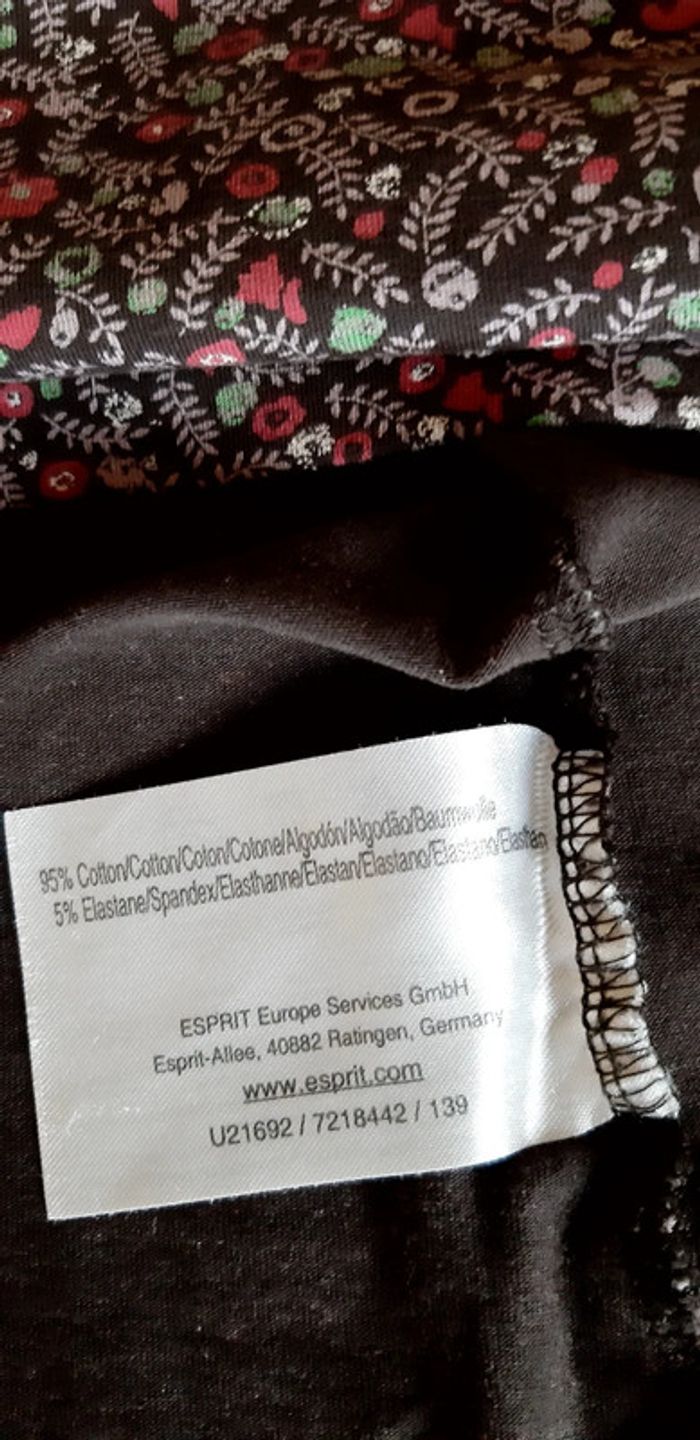 95% Cotton/Cotton/Coton/Cotone/Algodón/Algodão/Baumwolle
5% Elastane/Spandex/Elasthanne/Elastan/Elastano/Elastano/Elasthan
ESPRIT Europe Services GmbH
Esprit-Allee, 40882 Ratingen, Germany
www.esprit.com
U21692 / 7218442 / 139